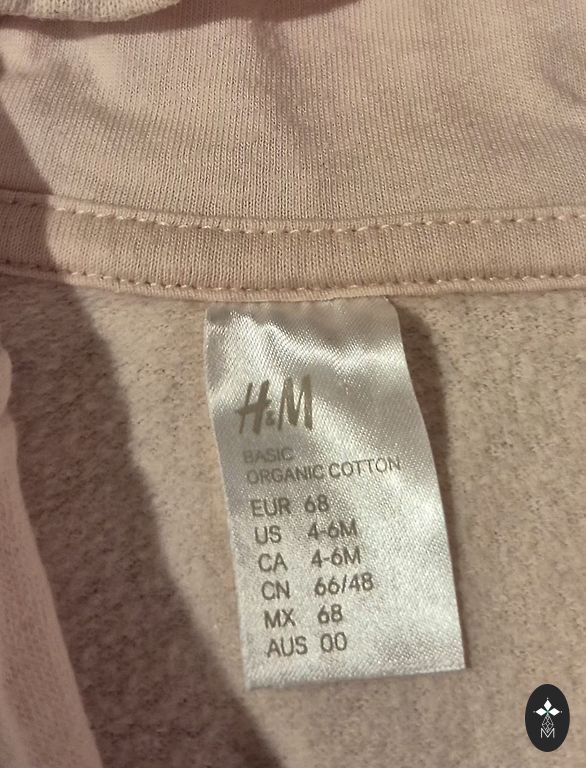 H&M
BASIC
ORGANIC COTTON
EUR 68
US 4-6M
CA 4-6M
CN 66/48
MX 68
AUS 00
M